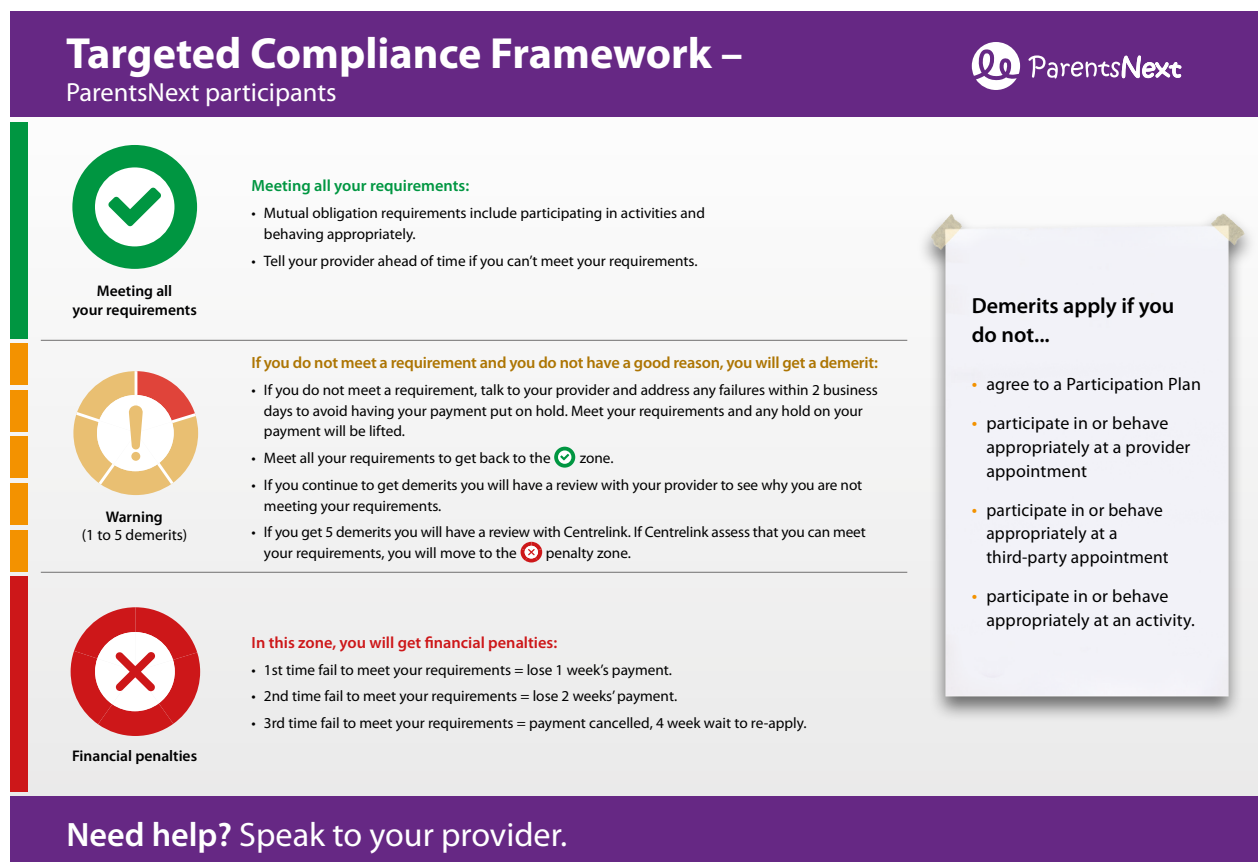 Targeted Compliance Framework –
ParentsNext participants
ParentsNext
Meeting all
your requirements
Meeting all your requirements:
• Mutual obligation requirements include participating in activities and
behaving appropriately.
• Tell your provider ahead of time if you can't meet your requirements.
Warning
(1 to 5 demerits)
If you do not meet a requirement and you do not have a good reason, you will get a demerit:
• If you do not meet a requirement, talk to your provider and address any failures within 2 business
days to avoid having your payment put on hold. Meet your requirements and any hold on your
payment will be lifted.
• Meet all your requirements to get back to the zone.
• If you continue to get demerits you will have a review with your provider to see why you are not
meeting your requirements.
• If you get 5 demerits you will have a review with Centrelink. If Centrelink assess that you can meet
your requirements, you will move to the penalty zone.
Financial penalties
In this zone, you will get financial penalties:
• 1st time fail to meet your requirements = lose 1 week's payment.
• 2nd time fail to meet your requirements = lose 2 weeks' payment.
• 3rd time fail to meet your requirements = payment cancelled, 4 week wait to re-apply.
Demerits apply if you
do not...
• agree to a Participation Plan
• participate in or behave
appropriately at a provider
appointment
• participate in or behave
appropriately at a
third-party appointment
• participate in or behave
appropriately at an activity.
Need help? Speak to your provider.